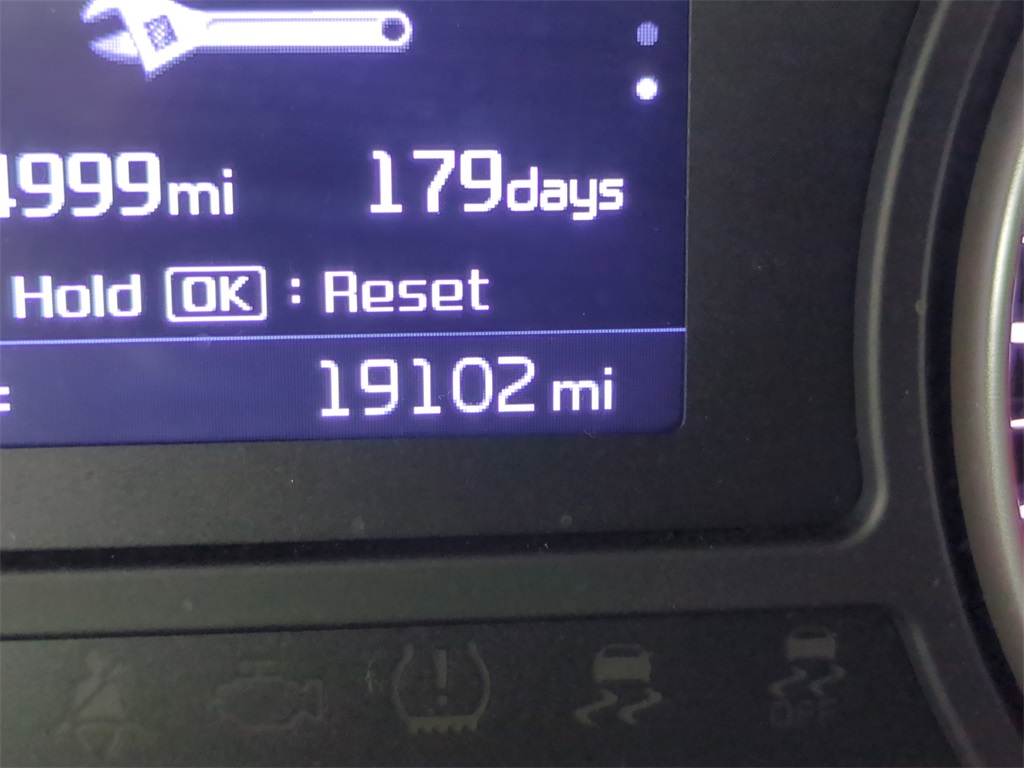 4999mi 179days
Hold OK : Reset
19102 mi
OFF